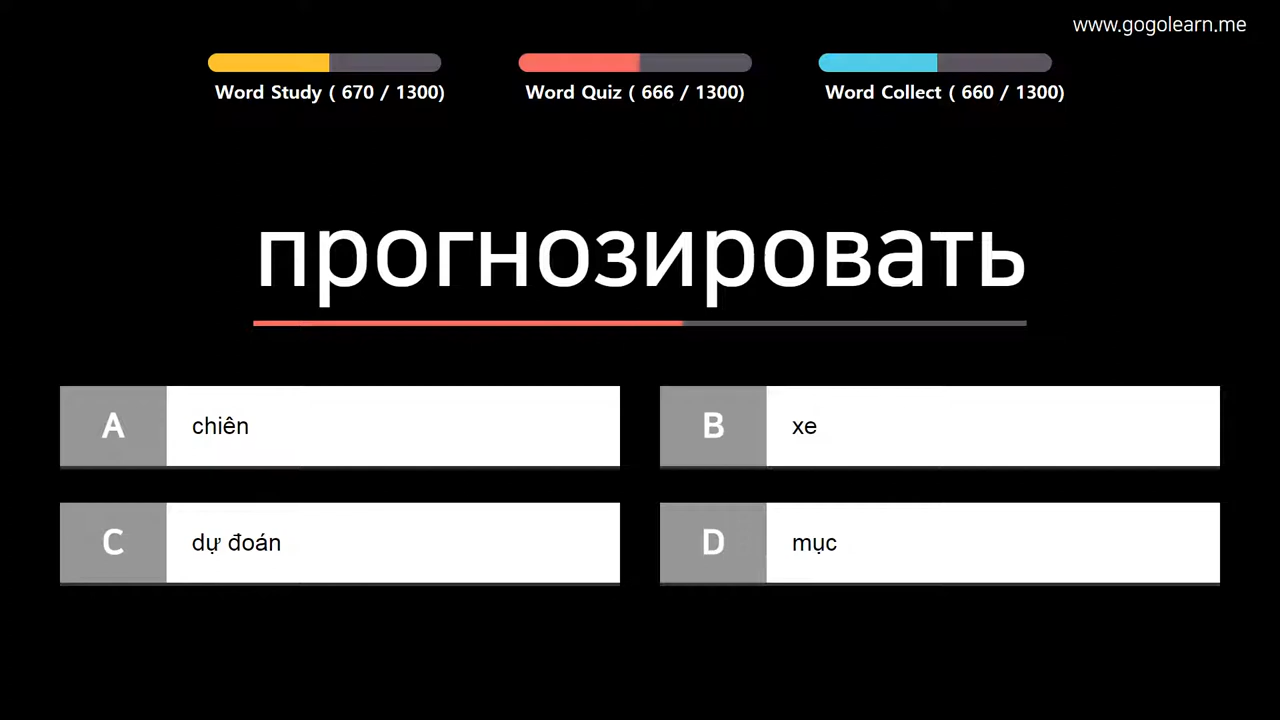 www.gogolearn.me
Word Study ( 670 / 1300)
Word Quiz ( 666 / 1300)
Word Collect ( 660 / 1300)
прогнозировать
A chiên
B xe
C dự đoán
D mục